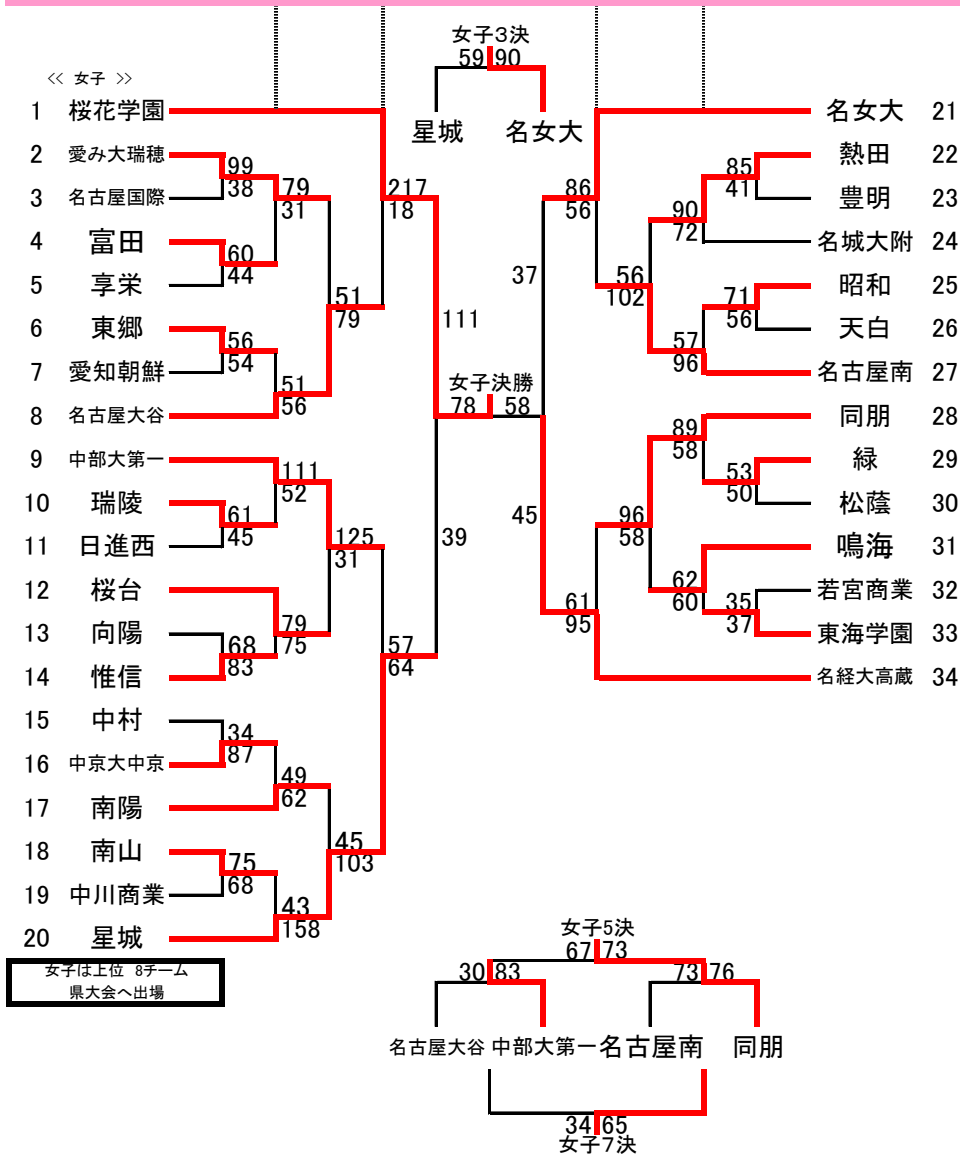 女子3決
59 90
<< 女子 >>
星城 名女大
1 桜花学園
2 愛み大瑞穂
3 名古屋国際
4 富田
5 享栄
6 東郷
7 愛知朝鮮
8 名古屋大谷
9 中部大第一
10 瑞陵
11 日進西
12 桜台
13 向陽
14 惟信
15 中村
16 中京大中京
17 南陽
18 南山
19 中川商業
20 星城
99
38
60
44
56
54
61
45
68
83
34
87
75
68
79
31
51
56
111
52
79
75
49
62
43
158
51
79
125
31
45
103
217
18
57
64
111
39
女子決勝
78 58
37
45
86
56
61
95
56
102
96
58
90
72
57
96
89
58
62
60
85
41
71
56
53
50
35
37
名女大 21
熱田 22
豊明 23
名城大附 24
昭和 25
天白 26
名古屋南 27
同朋 28
緑 29
松蔭 30
鳴海 31
若宮商業 32
東海学園 33
名経大高蔵 34
女子は上位 8チーム
県大会へ出場
女子5決
67 73
30 83
73 76
名古屋大谷 中部大第一 名古屋南 同朋
34 65
女子7決